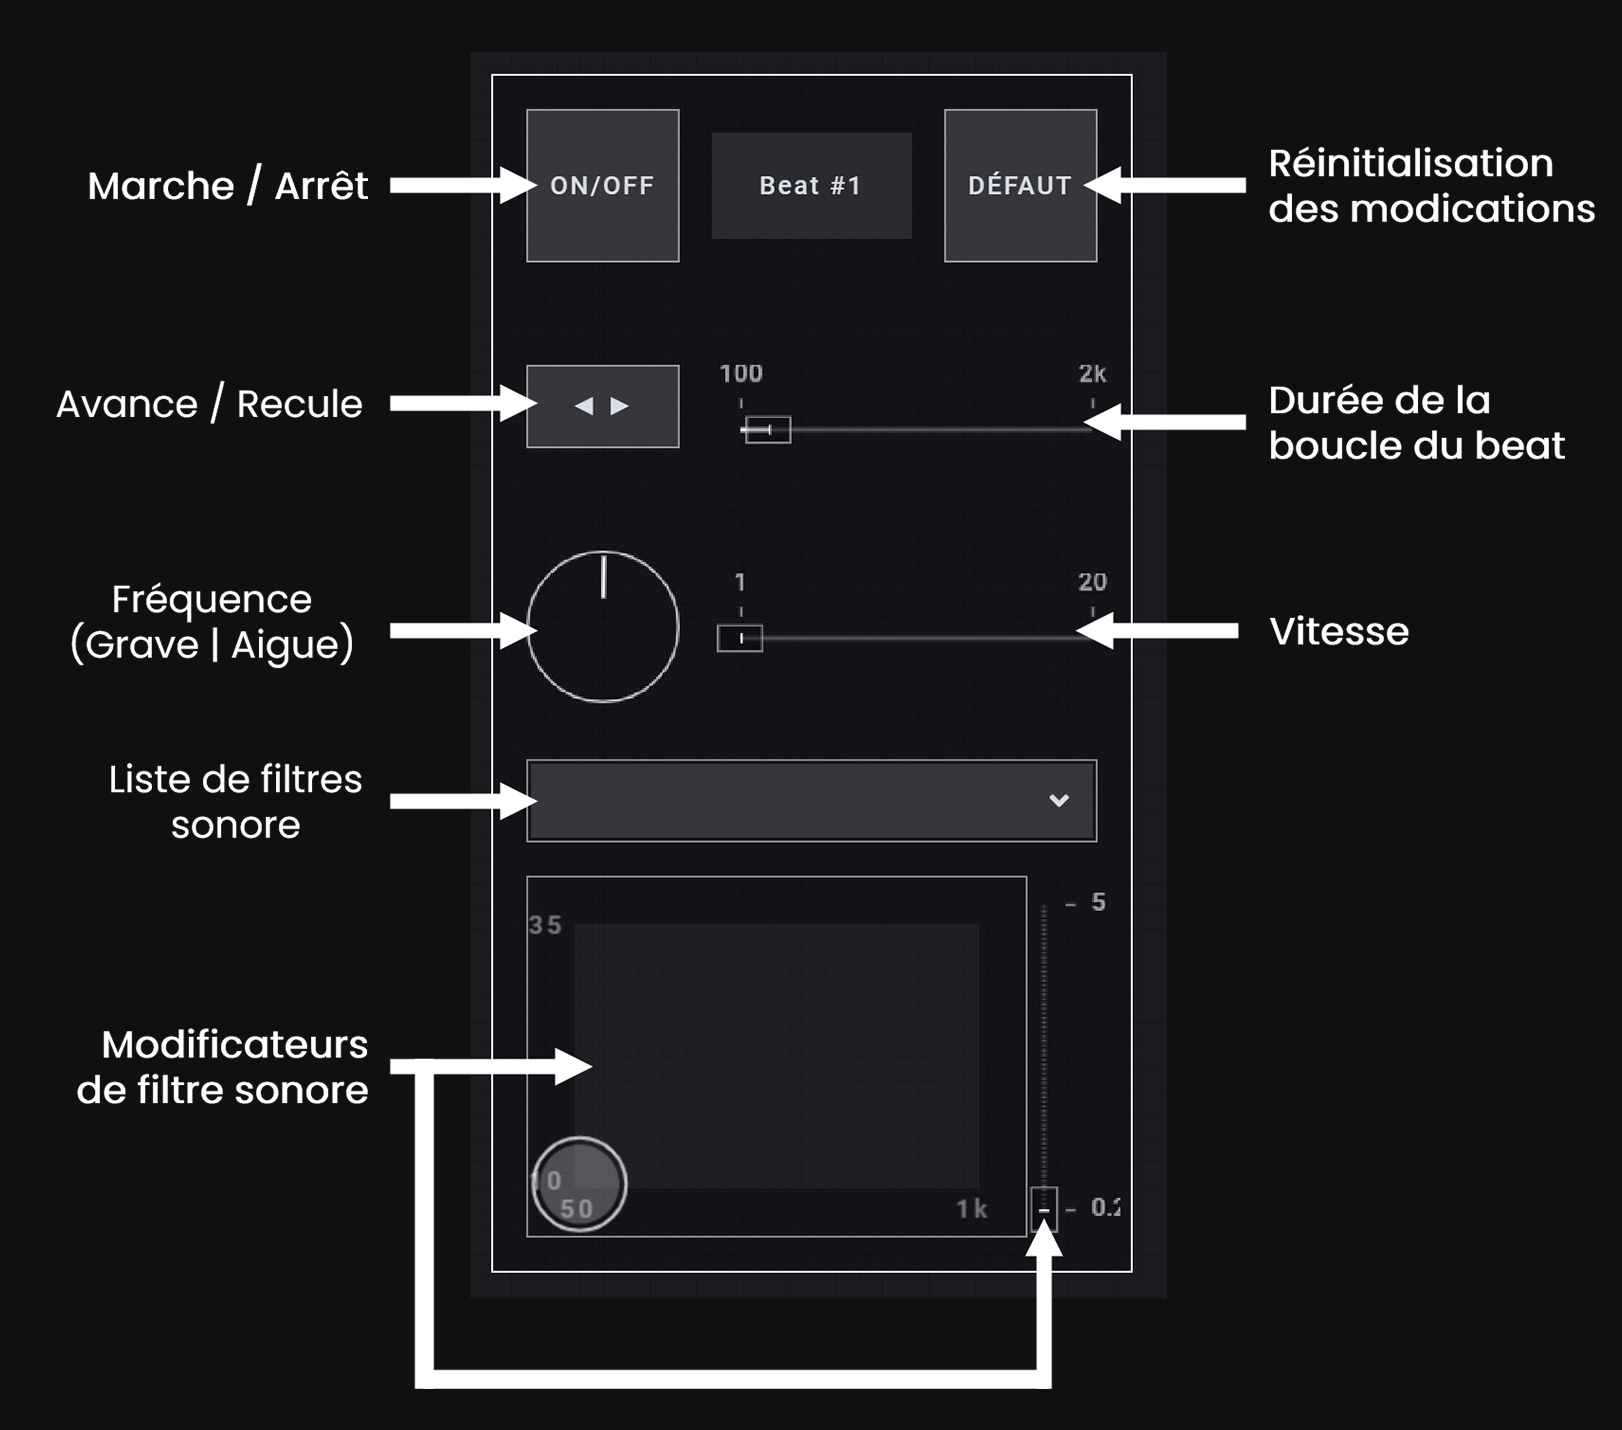 Marche / Arrêt
ON/OFF
Beat #1
DÉFAUT
Réinitialisation
des modications
Avance / Recule
100
2k
Durée de la
boucle du beat
Fréquence
(Grave | Aigue)
1
20
Vitesse
Liste de filtres
sonore
35
5
Modificateurs
de filtre sonore
10
50
1k
0.2